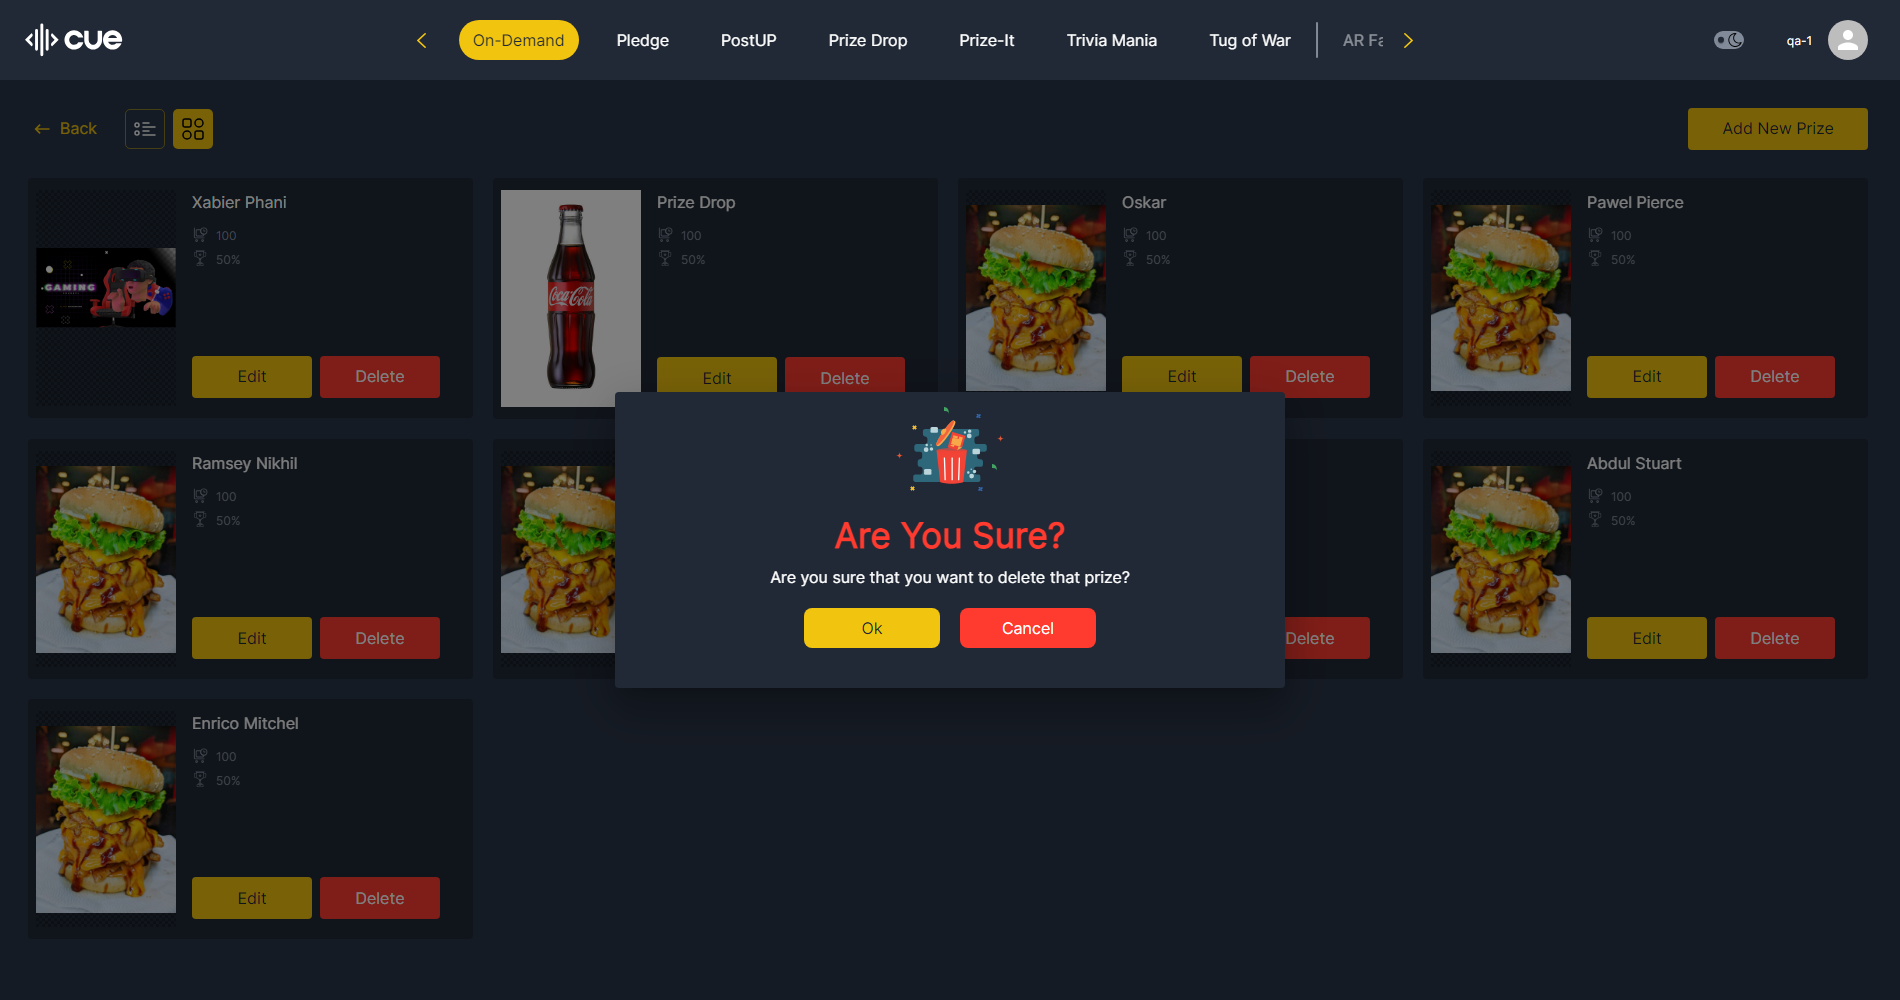 cue
On-Demand
Pledge
PostUP
Prize Drop
Prize-It
Trivia Mania
Tug of War
AR Fa
qa-1
Back
Add New Prize
Xabier Phani
100
50%
Edit
Delete
GAMING
Prize Drop
100
50%
Edit
Delete
Coca-Cola
Oskar
100
50%
Edit
Delete
Pawel Pierce
100
50%
Edit
Delete
Ramsey Nikhil
100
50%
Edit
Delete
Are You Sure?
Are you sure that you want to delete that prize?
Ok
Cancel
Delete
Abdul Stuart
100
50%
Edit
Delete
Enrico Mitchel
100
50%
Edit
Delete